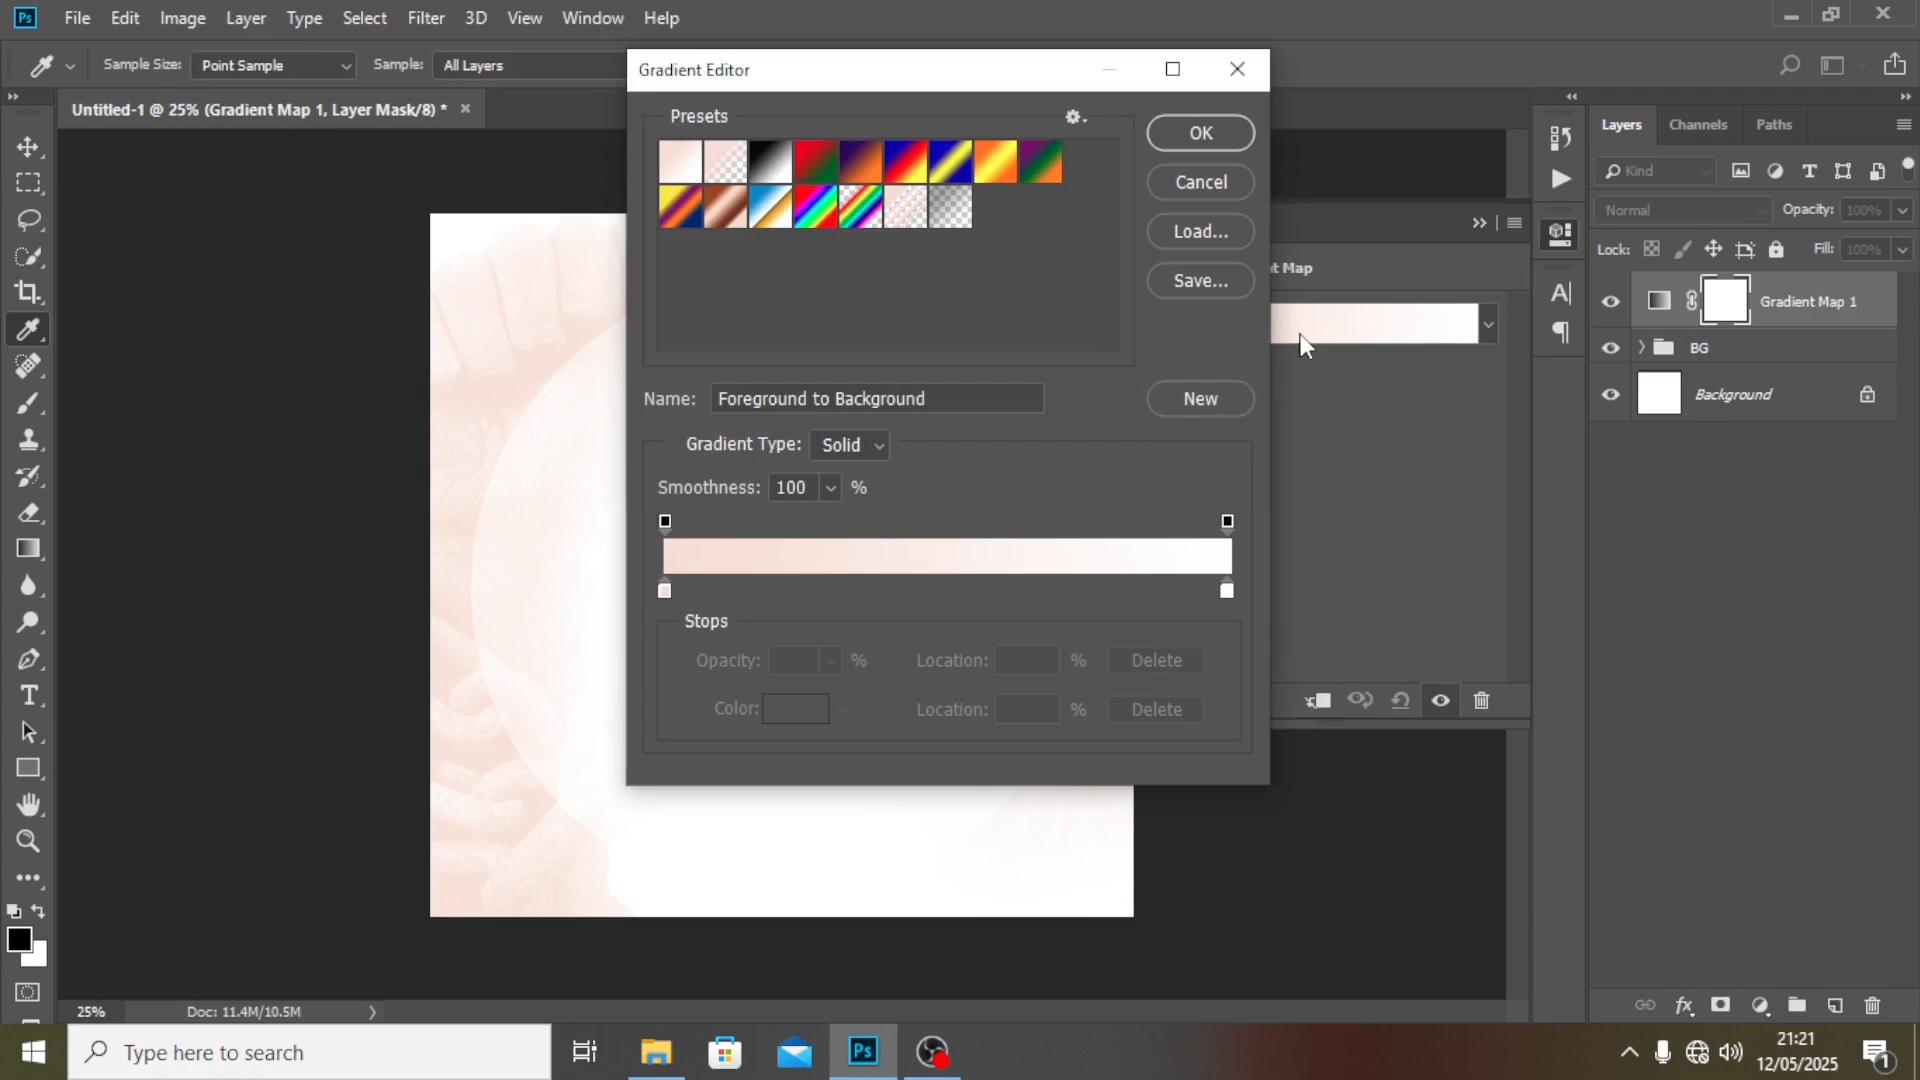 Ps File Edit Image Layer Type Select Filter 3D View Window Help
Sample Size: Point Sample Sample: All Layers
Untitled-1 @ 25% (Gradient Map 1, Layer Mask/8) *
Gradient Editor
Presets
OK
Cancel
Load...
Save...
Name: Foreground to Background
New
Gradient Type: Solid
Smoothness: 100 %
Stops
Opacity: % Location: % Delete
Color: Location: % Delete
t Map
Layers Channels Paths
Kind
Normal Opacity: 100%
Lock: Fill: 100%
Gradient Map 1
BG
Background
25% Doc: 11.4M/10.5M
Type here to search
Ps
21:21
12/05/2025
1